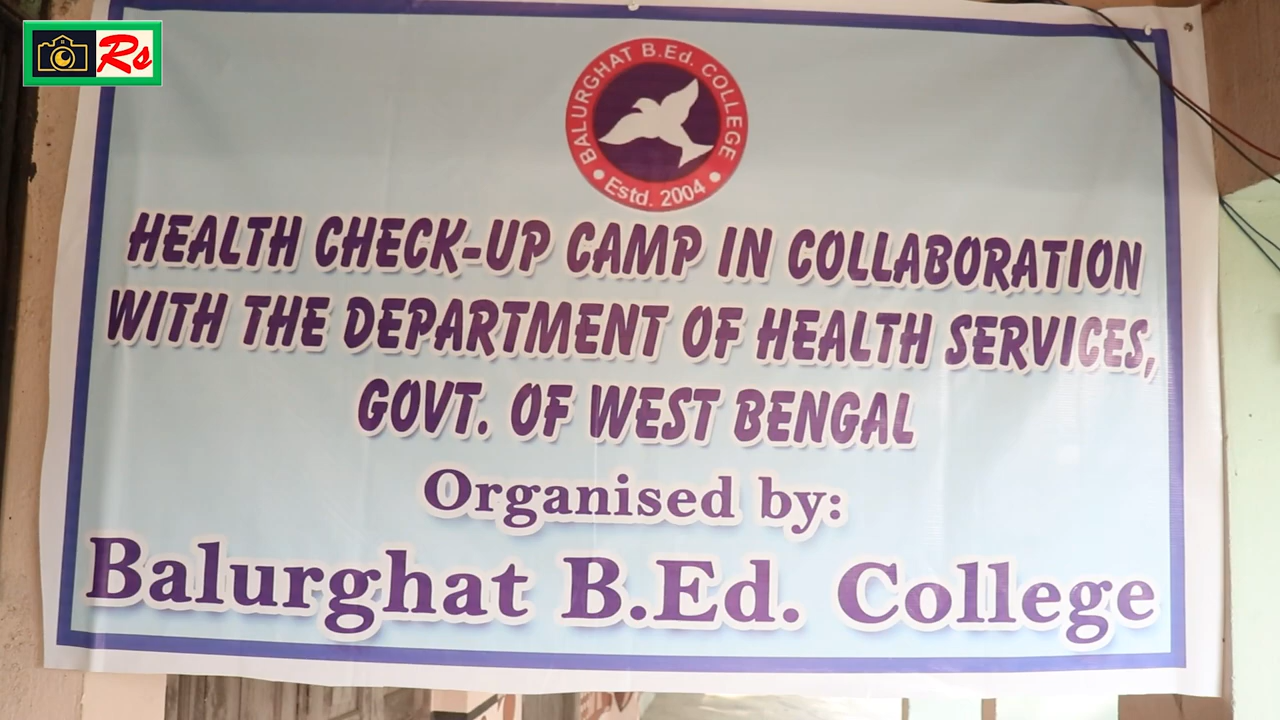 Rs
BALURGHAT B.Ed. COLLEGE
Estd. 2004
HEALTH CHECK-UP CAMP IN COLLABORATION
WITH THE DEPARTMENT OF HEALTH SERVICES,
GOVT. OF WEST BENGAL
Organised by:
Balurghat B.Ed. College